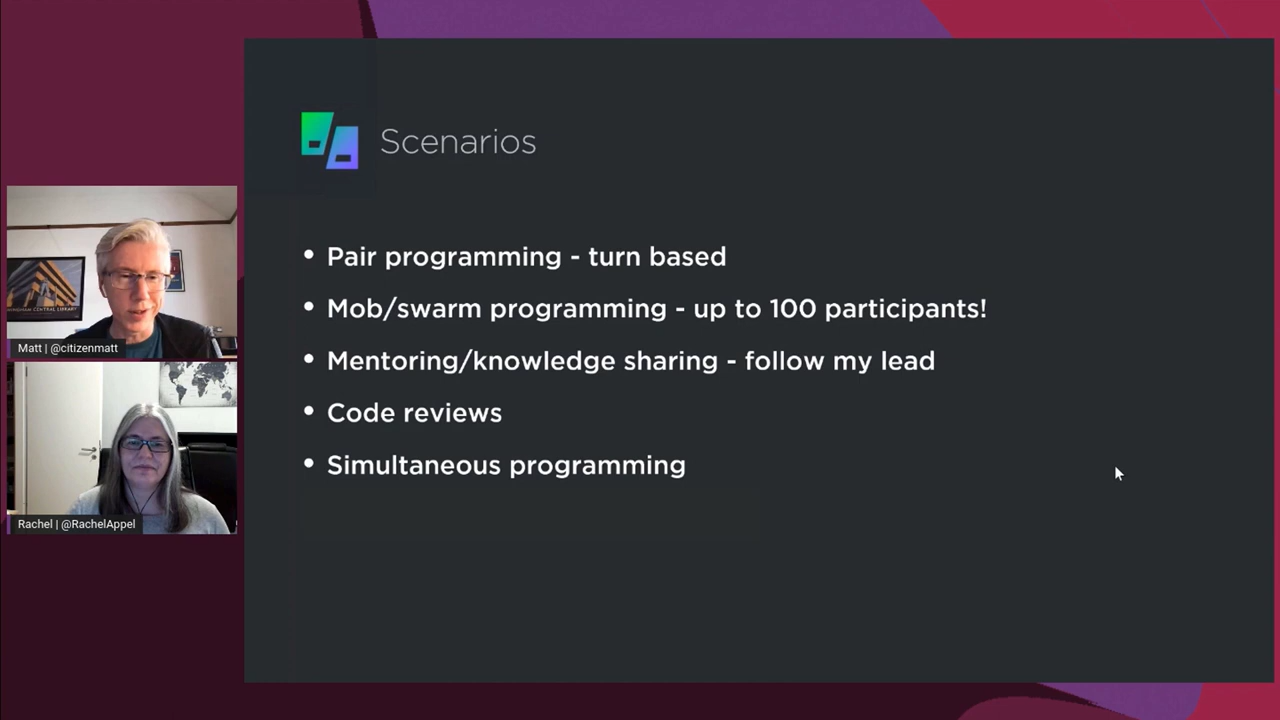 Scenarios
• Pair programming - turn based
• Mob/swarm programming - up to 100 participants!
• Mentoring/knowledge sharing - follow my lead
• Code reviews
• Simultaneous programming
Matt | @citizenmatt
Rachel | @RachelAppel